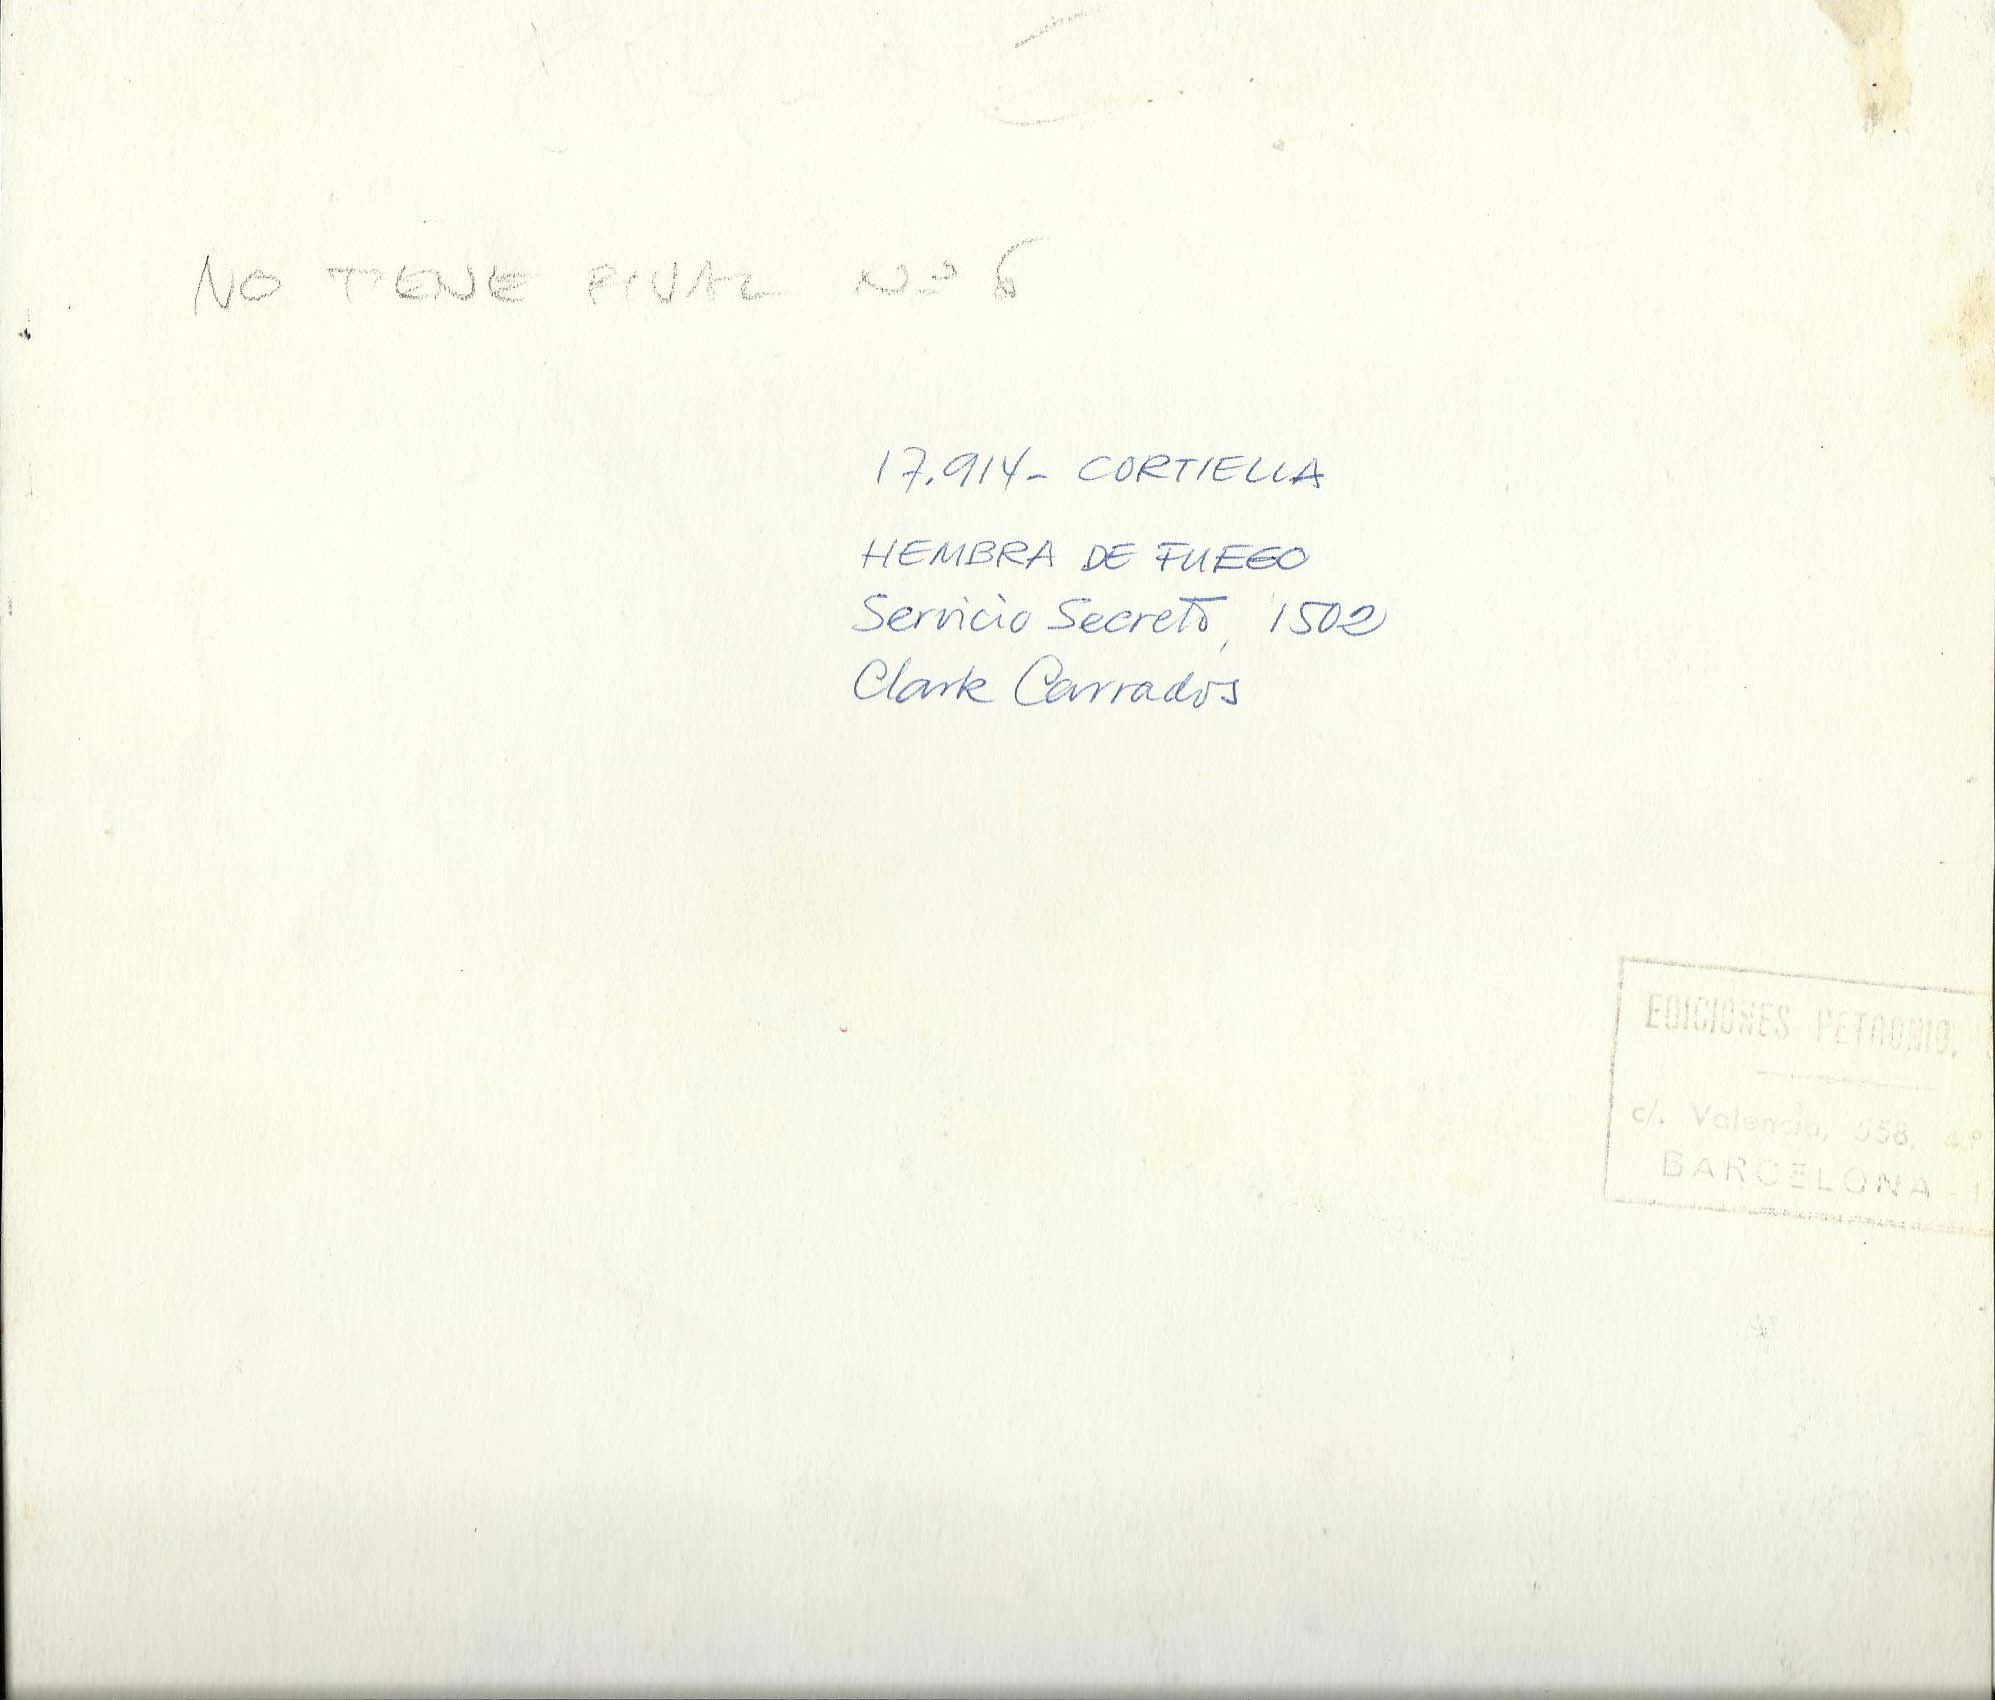 NO TIENE FINAL Nº 6
17.914- CORTIELLA
HEMBRA DE FUEGO
Servicio Secreto, 1502
Clark Carrados
EDICIONES PETRONIO.
c/. Valencia, 558, 4.º
BARCELONA - 1